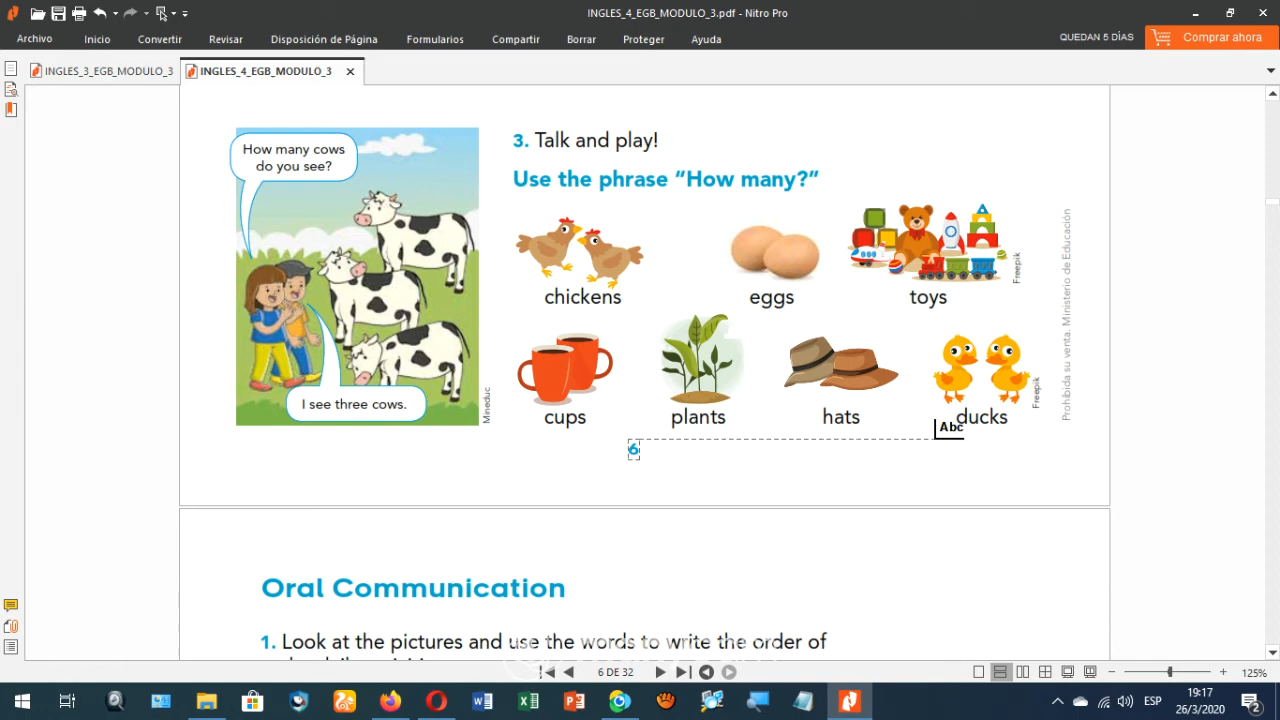 INGLES_4_EGB_MODULO_3.pdf - Nitro Pro
Archivo Inicio Convertir Revisar Disposición de Página Formularios Compartir Borrar Proteger Ayuda QUEDAN 5 DÍAS Comprar ahora
INGLES_3_EGB_MODULO_3 INGLES_4_EGB_MODULO_3
How many cows
do you see?
I see three cows.
Mineduc
3. Talk and play!
Use the phrase “How many?”
chickens eggs toys
Freepik
cups plants hats ducks
Freepik
Abc
6
Prohibida su venta. Ministerio de Educación
Oral Communication
1. Look at the pictures and use the words to write the order of
6 DE 32 125%
ESP 19:17
26/3/2020 2